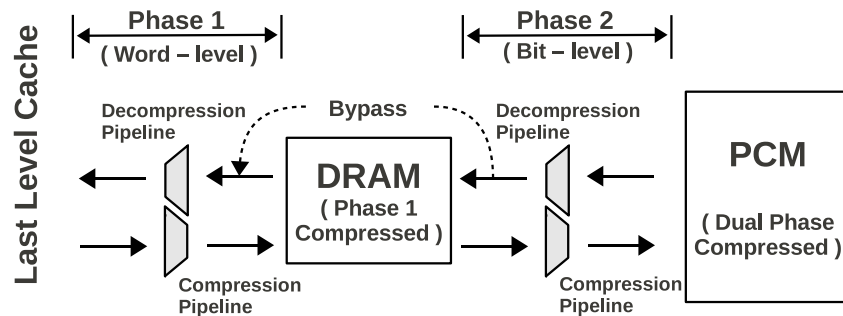 Last Level Cache
Phase 1
( Word – level )
Phase 2
( Bit – level )
Decompression
Pipeline
Bypass
Decompression
Pipeline
DRAM
( Phase 1
Compressed )
PCM
( Dual Phase
Compressed )
Compression
Pipeline
Compression
Pipeline